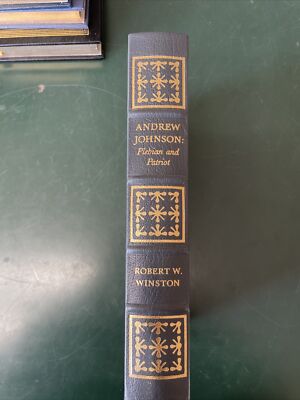 ANDREW
JOHNSON:
Plebian and
Patriot
ROBERT W.
WINSTON